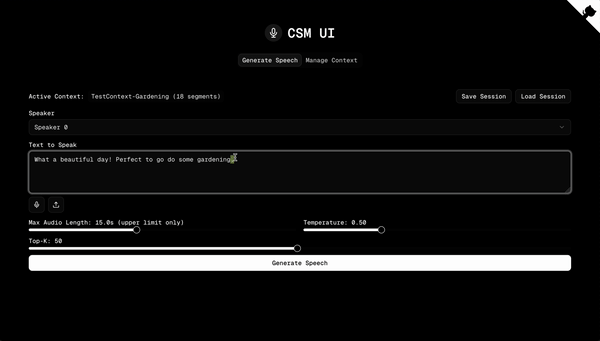 CSM UI
Generate Speech Manage Context
Active Context: TestContext-Gardening (18 segments) Save Session Load Session
Speaker
Speaker 0
Text to Speak
What a beautiful day! Perfect to go do some gardening
Max Audio Length: 15.0s (upper limit only) Temperature: 0.50
Top-K: 50
Generate Speech